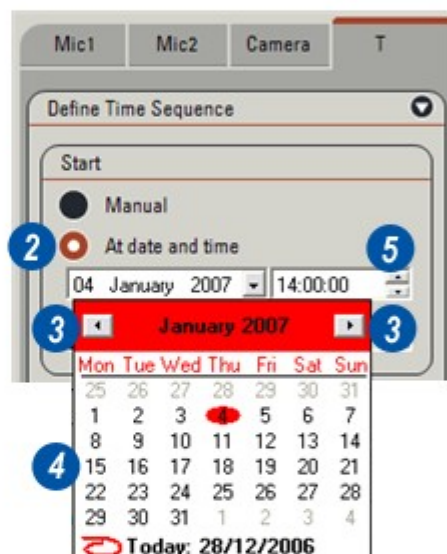 Mic1 Mic2 Camera T
Define Time Sequence
Start
Manual
2 At date and time 5
04 January 2007 14:00:00
3 January 2007 3
Mon Tue Wed Thu Fri Sat Sun
25 26 27 28 29 30 31
1 2 3 4 5 6 7
8 9 10 11 12 13 14
4 15 16 17 18 19 20 21
22 23 24 25 26 27 28
29 30 31 1 2 3 4
Today: 28/12/2006